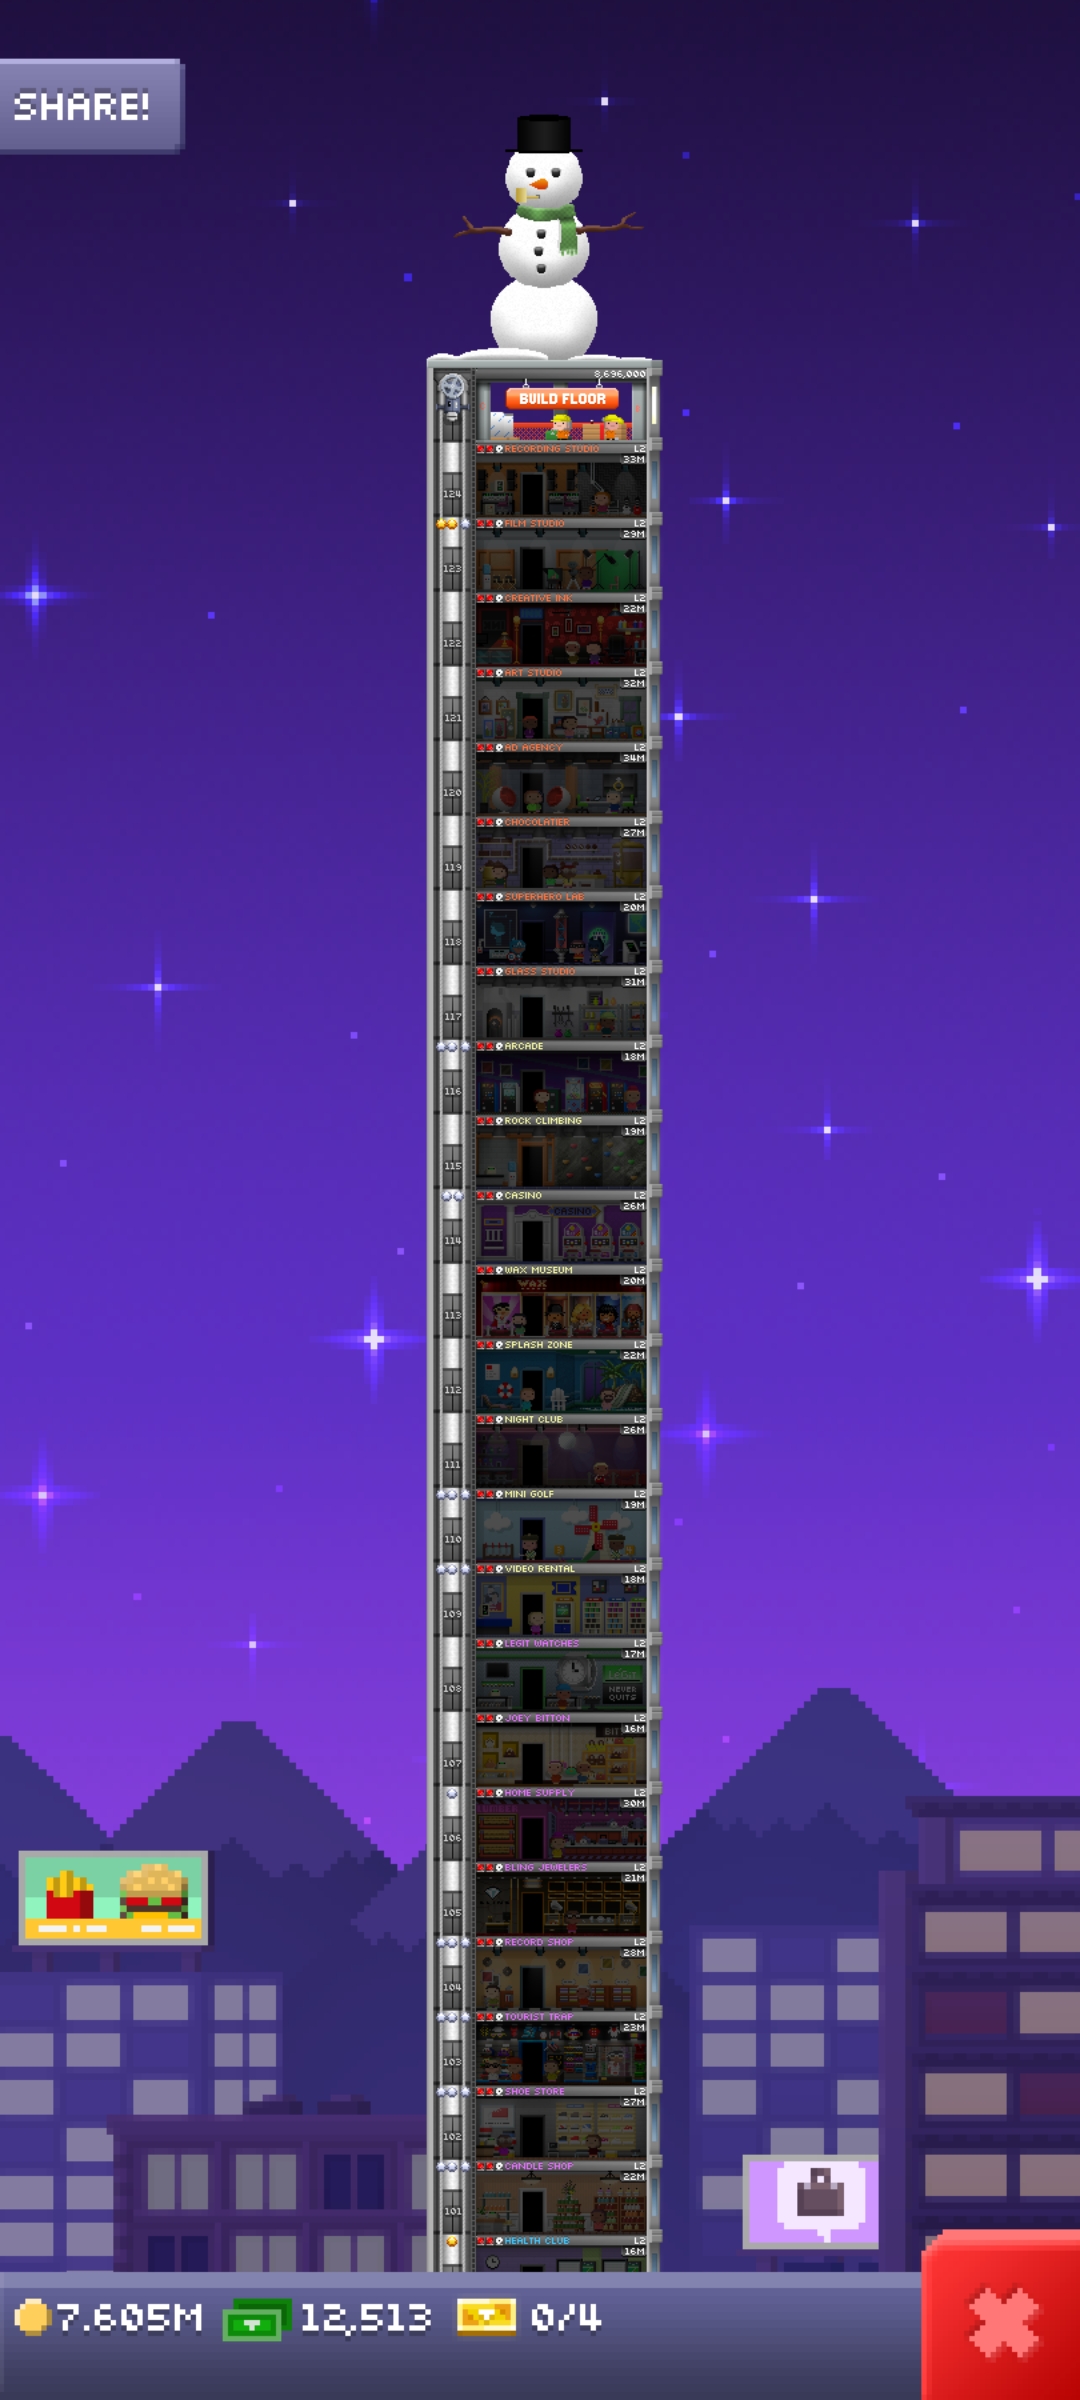 SHARE!
8,696,000
BUILD FLOOR
RECORDING STUDIO L2
33M
124
FILM STUDIO L2
29M
123
CREATIVE INK L2
22M
122
ART STUDIO L2
32M
121
AD AGENCY L2
34M
120
CHOCOLATIER L2
27M
119
SUPERHERO LAB L2
20M
118
GLASS STUDIO L2
31M
117
ARCADE L2
18M
116
ROCK CLIMBING L2
19M
115
CASINO L2
26M
CASINO
114
WAX MUSEUM L2
20M
WAX
113
SPLASH ZONE L2
22M
112
NIGHT CLUB L2
26M
111
MINI GOLF L2
19M
110
VIDEO RENTAL L2
18M
109
LEGIT WATCHES L2
17M
LEGIT
NEVER
QUITS
108
JOEY BITTON L2
BIT 16M
107
HOME SUPPLY L2
30M
106
BLING JEWELERS L2
21M
105
RECORD SHOP L2
28M
104
TOURIST TRAP L2
23M
103
SHOE STORE L2
27M
102
CANDLE SHOP L2
22M
101
HEALTH CLUB L2
16M
7.605M 12,513 0/4